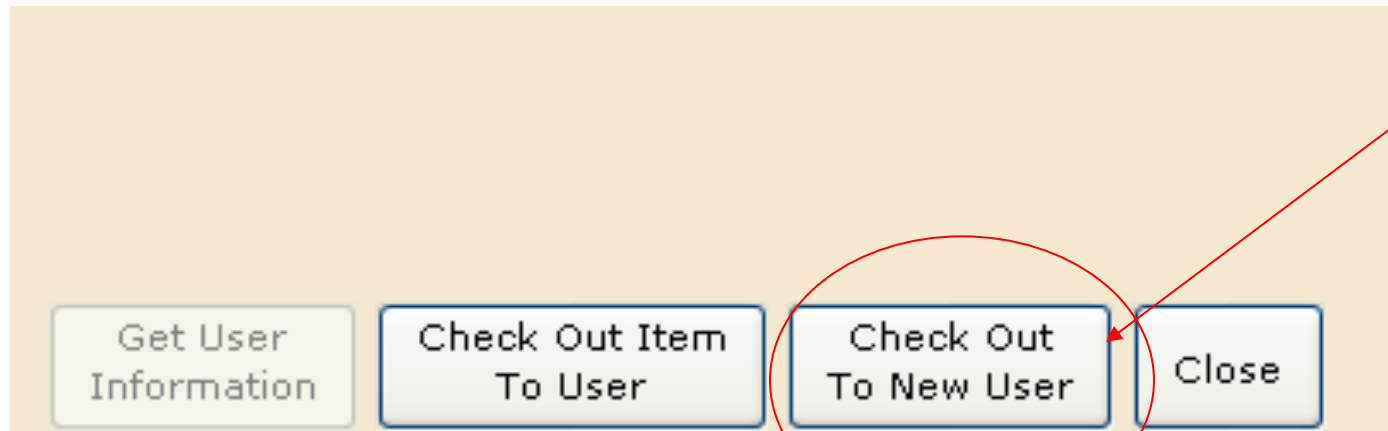 Get User
Information
Check Out Item
To User
Check Out
To New User
Close